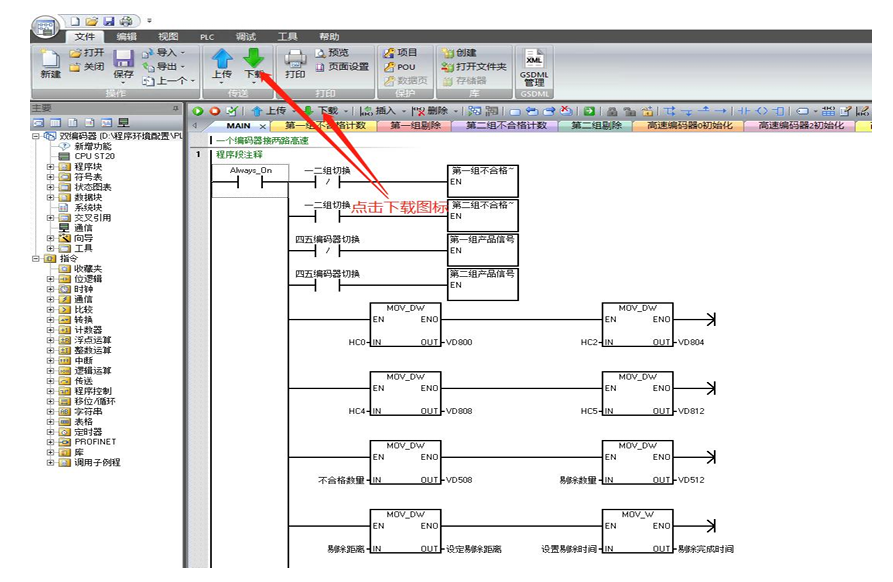 文件 编辑 视图 PLC 调试 工具 帮助
新建 打开 关闭 保存 导入 导出 上一个 上传 下载 打印 预览 页面设置 项目 POU 数据页 创建 打开文件夹 存储器 XML GSDML 管理
操作 传送 打印 保护 库 GSDML
主要
上传 下载 插入 删除
双编码器 (D:\程序环境配置\PL
新增功能
CPU ST20
程序块
符号表
状态图表
数据块
系统块
交叉引用
通信
向导
工具
指令
收藏夹
位逻辑
时钟
通信
比较
转换
计数器
浮点运算
整数运算
中断
逻辑运算
传送
程序控制
移位/循环
字符串
表格
定时器
PROFINET
库
调用子例程
MAIN 第一组不合格计数 第一组剔除 第二组不合格计数 第二组剔除 高速编码器0初始化 高速编码器2初始化
一个编码器接两路高速
1 程序段注释
Always_On 一二组切换 第一组不合格~
/ EN
一二组切换 第二组不合格~
点击下载图标
EN
四五编码器切换 第一组产品信号
/ EN
四五编码器切换 第二组产品信号
EN
MOV_DW MOV_DW
EN ENO EN ENO
HC0 IN OUT VD800 HC2 IN OUT VD804
MOV_DW MOV_DW
EN ENO EN ENO
HC4 IN OUT VD808 HC5 IN OUT VD812
MOV_DW MOV_DW
EN ENO EN ENO
不合格数量 IN OUT VD508 剔除数量 IN OUT VD512
MOV_DW MOV_W
EN ENO EN ENO
剔除距离 IN OUT 设定剔除距离 设置剔除时间 IN OUT 剔除完成时间